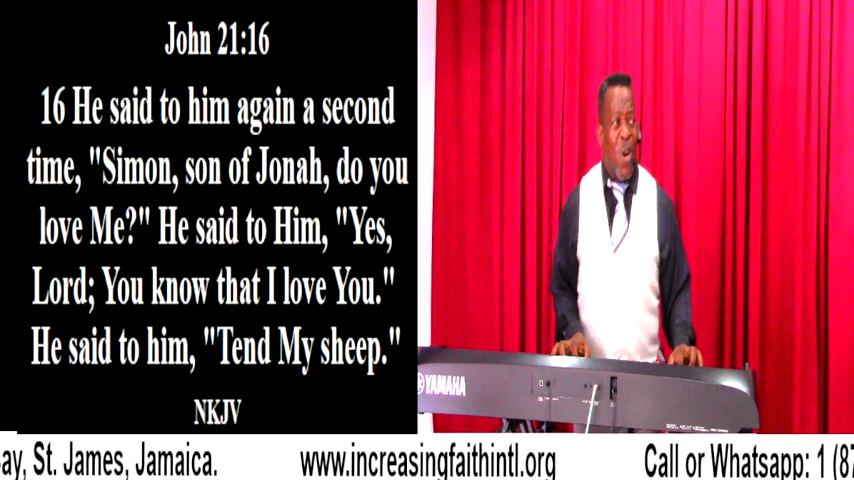 John 21:16
16 He said to him again a second
time, "Simon, son of Jonah, do you
love Me?" He said to Him, "Yes,
Lord; You know that I love You."
He said to him, "Tend My sheep."
NKJV
YAMAHA
ay, St. James, Jamaica. www.increasingfaithintl.org Call or Whatsapp: 1 (87